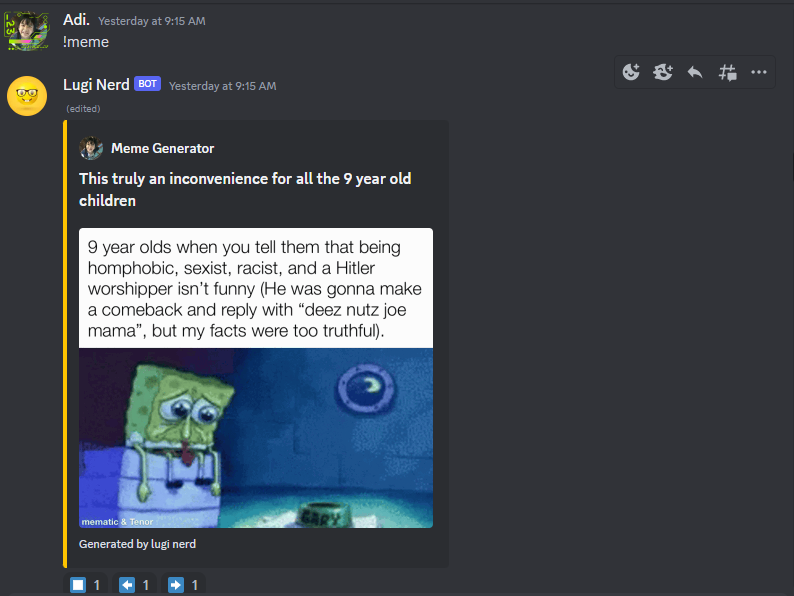 Adi. Yesterday at 9:15 AM
!meme
Lugi Nerd BOT Yesterday at 9:15 AM
(edited)
Meme Generator
This truly an inconvenience for all the 9 year old
children
9 year olds when you tell them that being
homphobic, sexist, racist, and a Hitler
worshipper isn't funny (He was gonna make
a comeback and reply with “deez nutz joe
mama”, but my facts were too truthful).
GARY
mematic & Tenor
Generated by lugi nerd
1 1 1